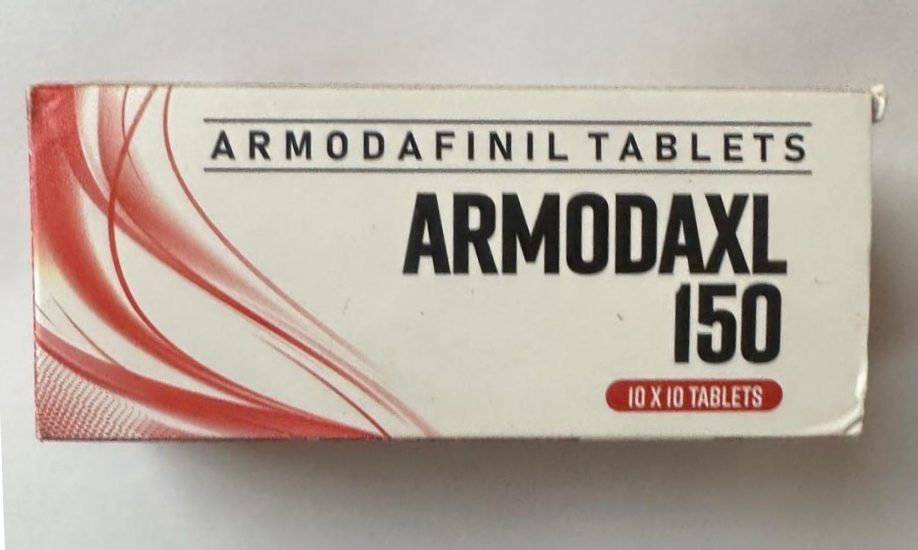 ARMODAFINIL TABLETS
ARMODAXL
150
10 X 10 TABLETS